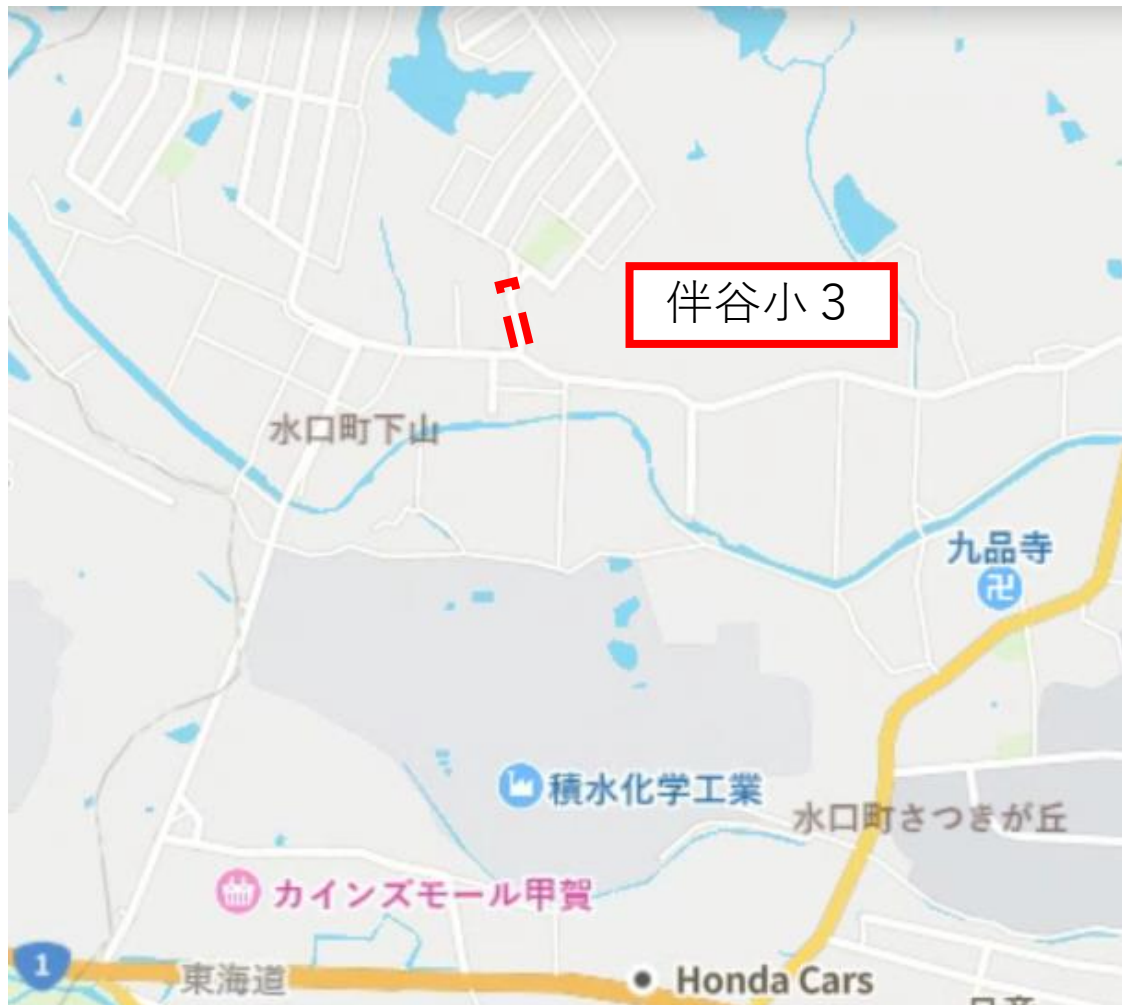 伴谷小３
水口町下山
九品寺
積水化学工業
水口町さつきが丘
カインズモール甲賀
1
東海道
Honda Cars